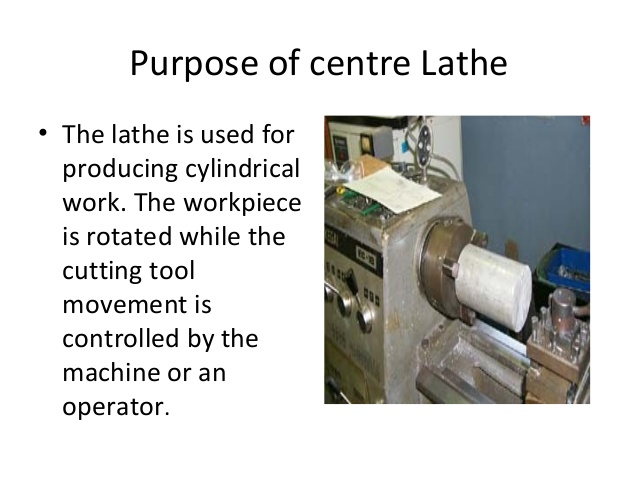 Purpose of centre Lathe
• The lathe is used for
producing cylindrical
work. The workpiece
is rotated while the
cutting tool
movement is
controlled by the
machine or an
operator.